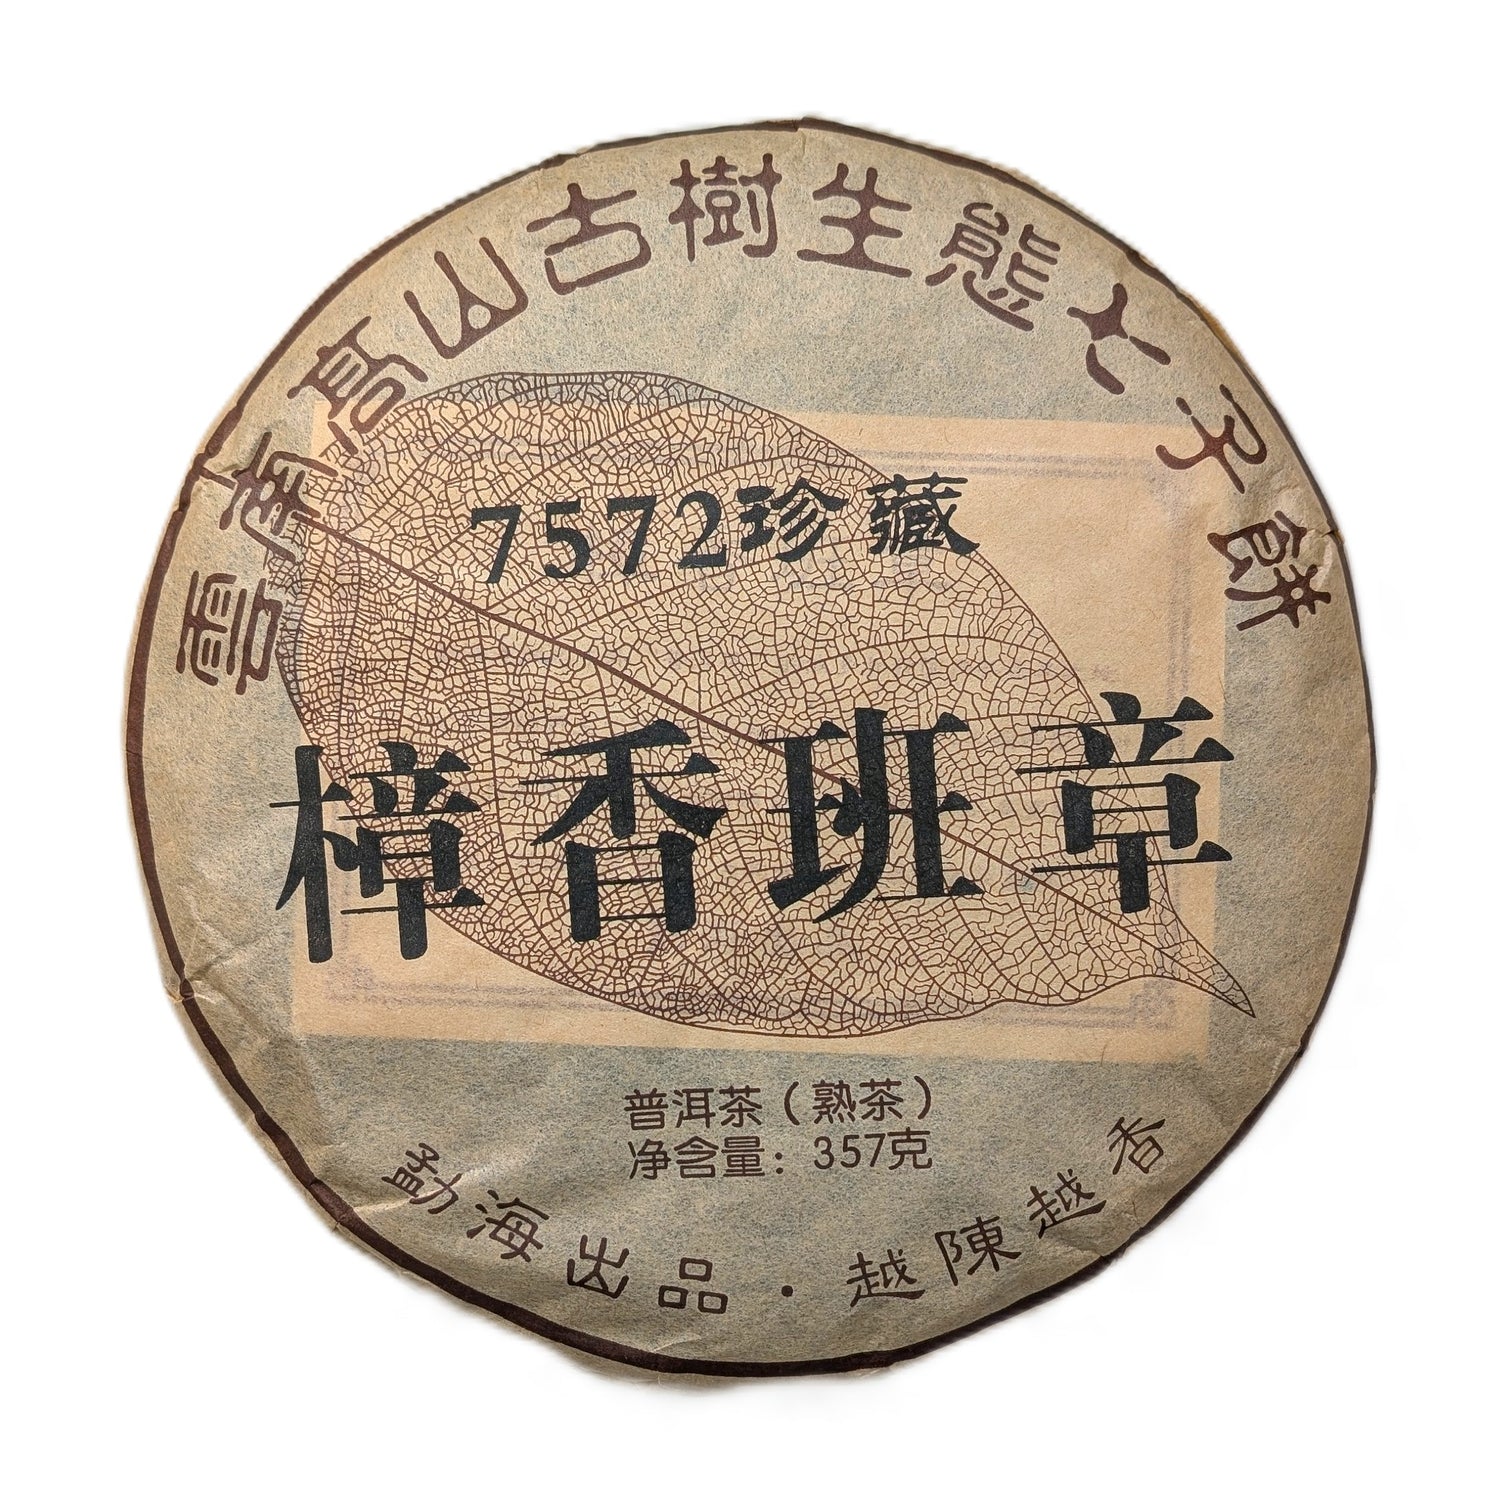 雲南高山古樹生態七子餅
7572珍藏
樟香班章
普洱茶(熟茶)
净含量：357克
勐海出品·越陳越香